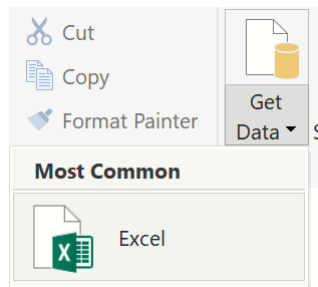 Cut
Copy
Format Painter
Get
Data
Most Common
Excel